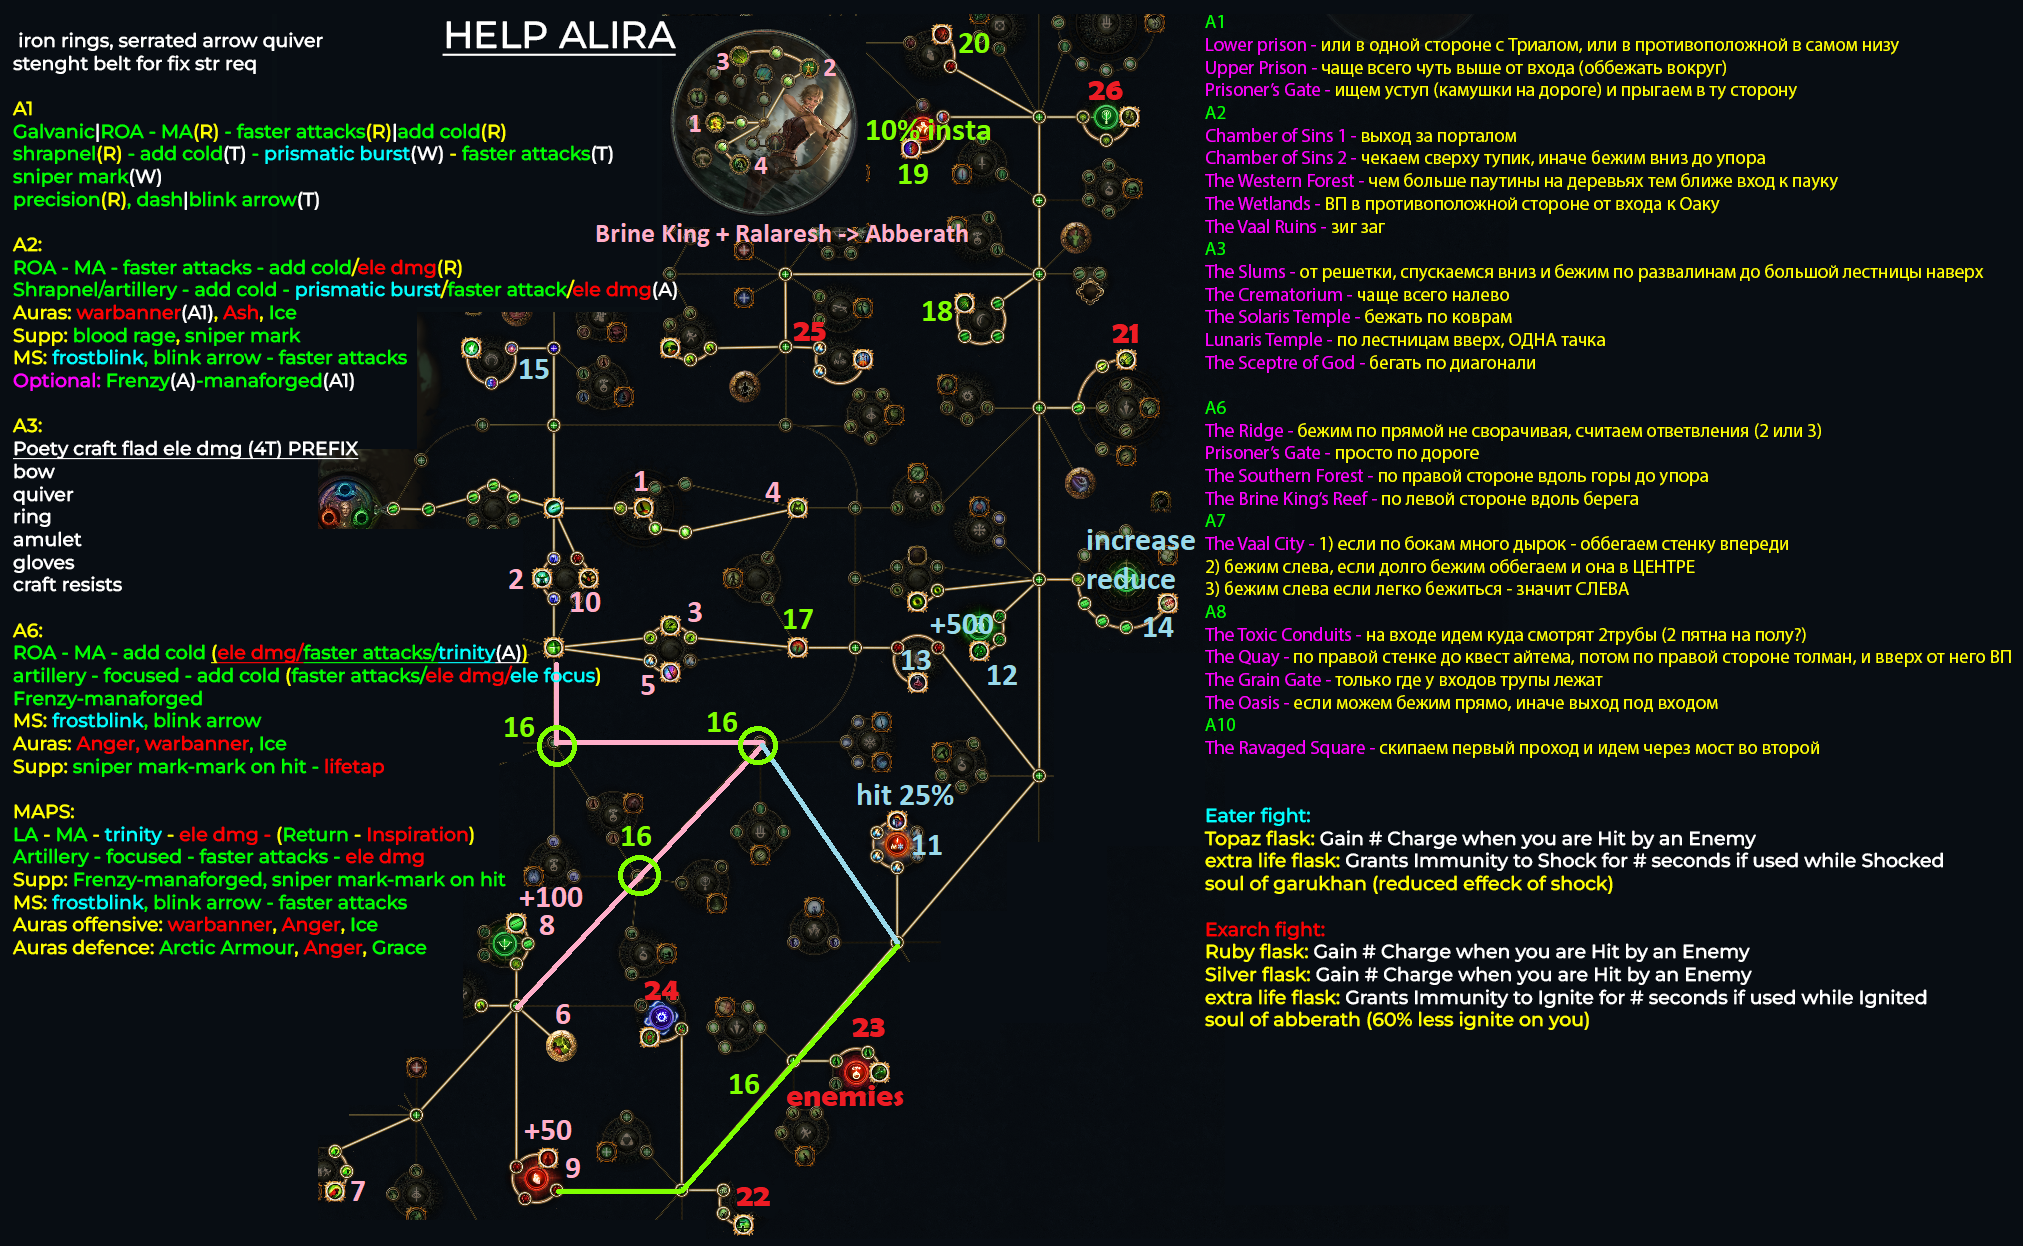 iron rings, serrated arrow quiver
stenght belt for fix str req
A1
Galvanic|ROA - MA(R) - faster attacks(R)|add cold(R)
shrapnel(R) - add cold(T) - prismatic burst(W) - faster attacks(T)
sniper mark(W)
precision(R), dash|blink arrow(T)
A2:
ROA - MA - faster attacks - add cold/ele dmg(R)
Shrapnel/artillery - add cold - prismatic burst/faster attack/ele dmg(A)
Auras: warbanner(A1), Ash, Ice
Supp: blood rage, sniper mark
MS: frostblink, blink arrow - faster attacks
Optional: Frenzy(A)-manaforged(A1)
A3:
Poety craft flad ele dmg (4T) PREFIX
bow
quiver
ring
amulet
gloves
craft resists
A6:
ROA - MA - add cold (ele dmg/faster attacks/trinity(A))
artillery - focused - add cold (faster attacks/ele dmg/ele focus)
Frenzy-manaforged
MS: frostblink, blink arrow
Auras: Anger, warbanner, Ice
Supp: sniper mark-mark on hit - lifetap
MAPS:
LA - MA - trinity - ele dmg - (Return - Inspiration)
Artillery - focused - faster attacks - ele dmg
Supp: Frenzy-manaforged, sniper mark-mark on hit
MS: frostblink, blink arrow - faster attacks
Auras offensive: warbanner, Anger, Ice
Auras defence: Arctic Armour, Anger, Grace
HELP ALIRA
3
2
1
4
Brine King + Ralaresh -> Abberath
20
26
10% insta
19
18
25
21
15
1
4
2
10
increase
reduce
3
17
+500
14
5
13
12
16
16
hit 25%
16
11
+100
8
24
6
23
16
enemies
+50
9
7
22
A1
Lower prison - или в одной стороне с Триалом, или в противоположной в самом низу
Upper Prison - чаще всего чуть выше от входа (оббежать вокруг)
Prisoner's Gate - ищем уступ (камушки на дороге) и прыгаем в ту сторону
A2
Chamber of Sins 1 - выход за порталом
Chamber of Sins 2 - чекаем сверху тупик, иначе бежим вниз до упора
The Western Forest - чем больше паутины на деревьях тем ближе вход к пауку
The Wetlands - ВП в противоположной стороне от входа к Оаку
The Vaal Ruins - зиг заг
A3
The Slums - от решетки, спускаемся вниз и бежим по развалинам до большой лестницы наверх
The Crematorium - чаще всего налево
The Solaris Temple - бежать по коврам
Lunaris Temple - по лестницам вверх, ОДНА тачка
The Sceptre of God - бегать по диагонали
A6
The Ridge - бежим по прямой не сворачивая, считаем ответвления (2 или 3)
Prisoner's Gate - просто по дороге
The Southern Forest - по правой стороне вдоль горы до упора
The Brine King's Reef - по левой стороне вдоль берега
A7
The Vaal City - 1) если по бокам много дырок - оббегаем стенку впереди
2) бежим слева, если долго бежим оббегаем и она в ЦЕНТРЕ
3) бежим слева если легко бежиться - значит СЛЕВА
A8
The Toxic Conduits - на входе идем куда смотрят 2трубы (2 пятна на полу?)
The Quay - по правой стенке до квест айтема, потом по правой стороне толман, и вверх от него ВП
The Grain Gate - только где у входов трупы лежат
The Oasis - если можем бежим прямо, иначе выход под входом
A10
The Ravaged Square - скипаем первый проход и идем через мост во второй
Eater fight:
Topaz flask: Gain # Charge when you are Hit by an Enemy
extra life flask: Grants Immunity to Shock for # seconds if used while Shocked
soul of garukhan (reduced effeck of shock)
Exarch fight:
Ruby flask: Gain # Charge when you are Hit by an Enemy
Silver flask: Gain # Charge when you are Hit by an Enemy
extra life flask: Grants Immunity to Ignite for # seconds if used while Ignited
soul of abberath (60% less ignite on you)